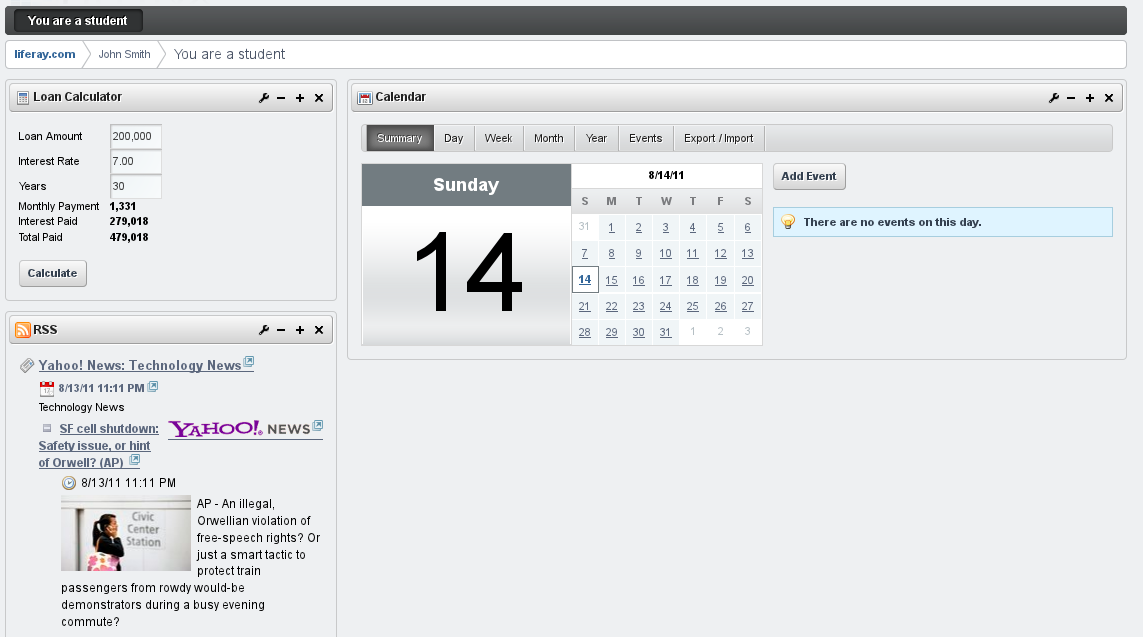 You are a student
liferay.com John Smith You are a student
Loan Calculator
Loan Amount 200,000
Interest Rate 7.00
Years 30
Monthly Payment 1,331
Interest Paid 279,018
Total Paid 479,018
Calculate
RSS
Yahoo! News: Technology News
8/13/11 11:11 PM
Technology News
SF cell shutdown:
Safety issue, or hint
of Orwell? (AP)
YAHOO! NEWS
8/13/11 11:11 PM
Civic
Center
Station
AP - An illegal,
Orwellian violation of
free-speech rights? Or
just a smart tactic to
protect train
passengers from rowdy would-be
demonstrators during a busy evening
commute?
Calendar
Summary Day Week Month Year Events Export / Import
Sunday
14
8/14/11
S M T W T F S
31 1 2 3 4 5 6
7 8 9 10 11 12 13
14 15 16 17 18 19 20
21 22 23 24 25 26 27
28 29 30 31 1 2 3
Add Event
There are no events on this day.